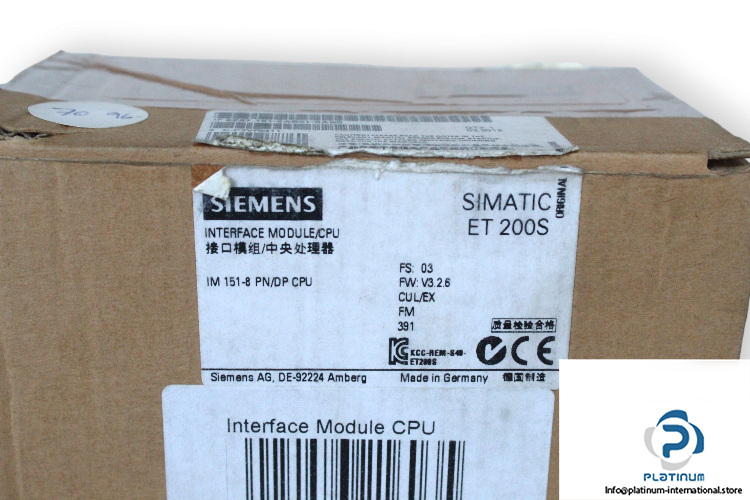 SIEMENS
SIMATIC
ET 200S
ORIGINAL
INTERFACE MODULE/CPU
接口模组/中央处理器
IM 151-8 PN/DP CPU
FS: 03
FW: V3.2.6
CUL/EX
FM
391
质量检验合格
KCC-REM-S49-
ET200S
CE
Siemens AG, DE-92224 Amberg
Made in Germany
德国制造
Interface Module CPU
P
PLATINUM
Info@platinum-international.store